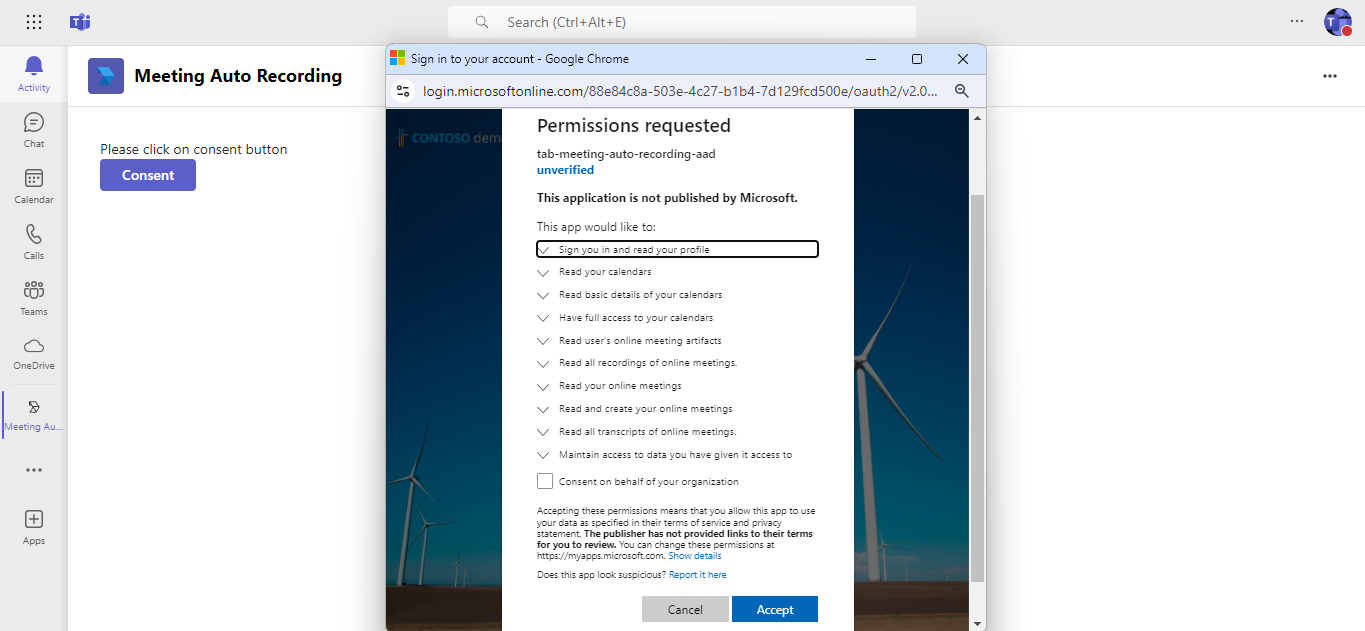 Search (Ctrl+Alt+E)
Activity
Chat
Calendar
Calls
Teams
OneDrive
Meeting Au...
Apps
Meeting Auto Recording
Please click on consent button
Consent
Sign in to your account - Google Chrome
login.microsoftonline.com/88e84c8a-503e-4c27-b1b4-7d129fcd500e/oauth2/v2.0...
CONTOSO demo
Permissions requested
tab-meeting-auto-recording-aad
unverified
This application is not published by Microsoft.
This app would like to:
Sign you in and read your profile
Read your calendars
Read basic details of your calendars
Have full access to your calendars
Read user's online meeting artifacts
Read all recordings of online meetings.
Read your online meetings
Read and create your online meetings
Read all transcripts of online meetings.
Maintain access to data you have given it access to
Consent on behalf of your organization
Accepting these permissions means that you allow this app to use
your data as specified in their terms of service and privacy
statement. The publisher has not provided links to their terms
for you to review. You can change these permissions at
https://myapps.microsoft.com. Show details
Does this app look suspicious? Report it here
Cancel
Accept